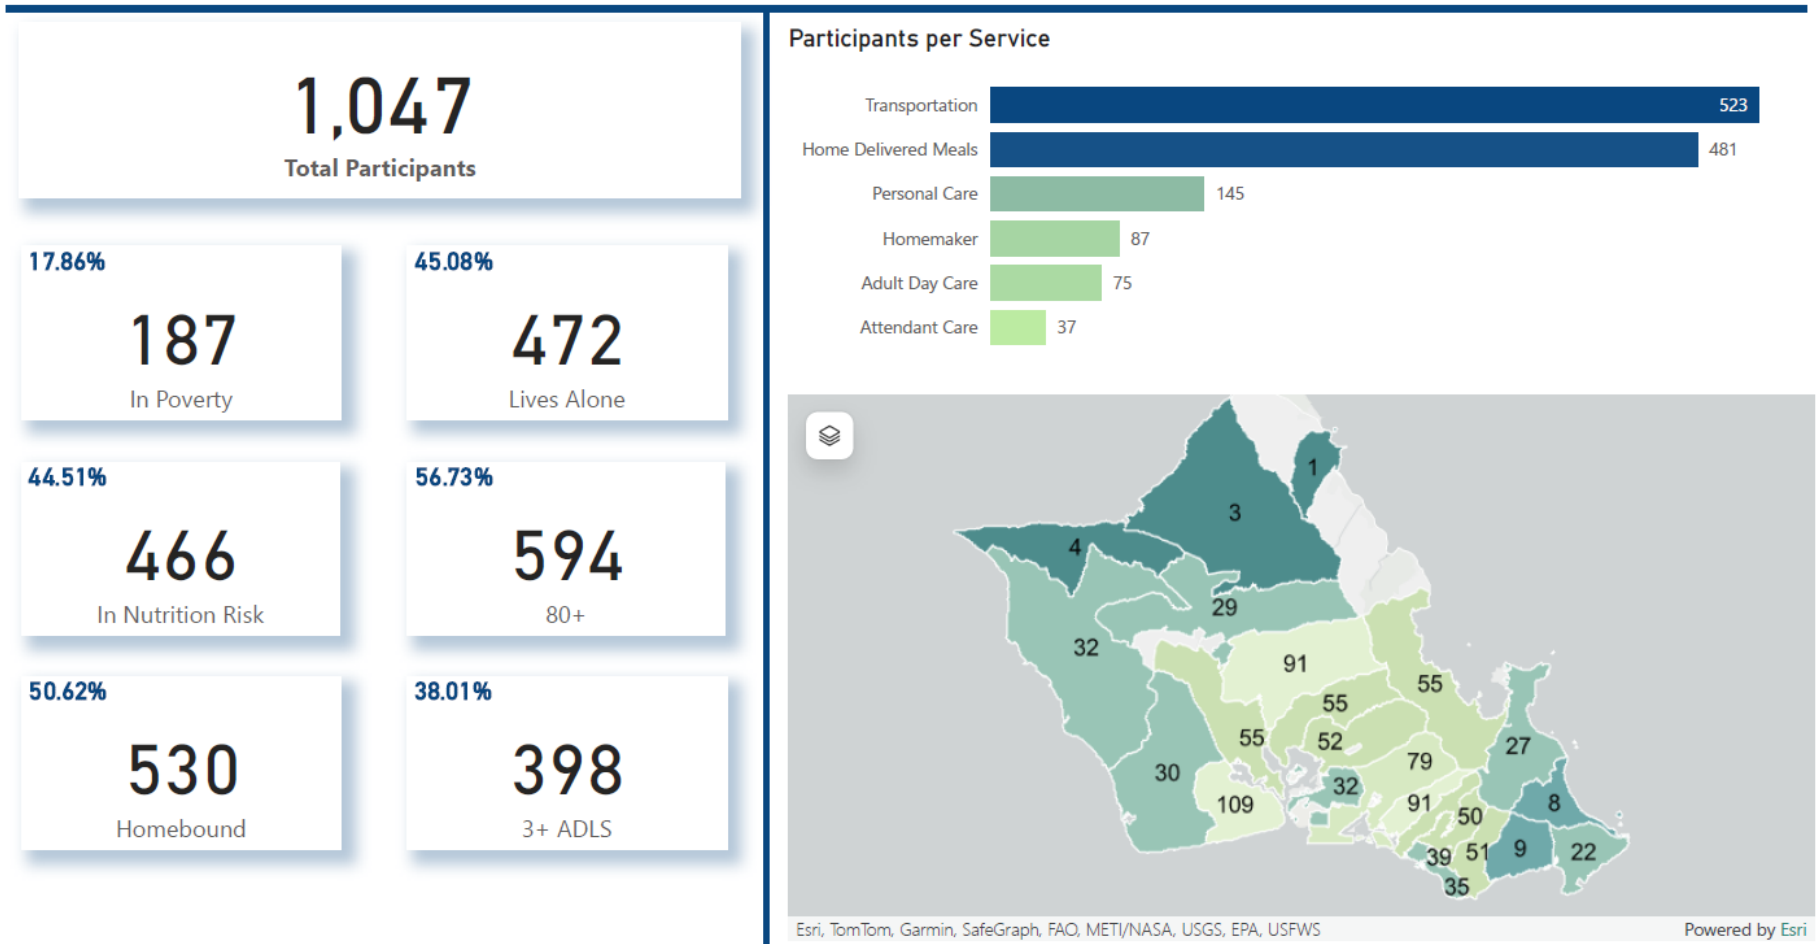 1,047
Total Participants
17.86%
187
In Poverty
45.08%
472
Lives Alone
44.51%
466
In Nutrition Risk
56.73%
594
80+
50.62%
530
Homebound
38.01%
398
3+ ADLS
Participants per Service
Transportation 523
Home Delivered Meals 481
Personal Care 145
Homemaker 87
Adult Day Care 75
Attendant Care 37
1
3
4
29
32
91
55
55
55
52
27
79
30
32
109
91
8
50
39
51
9
22
35
Esri, TomTom, Garmin, SafeGraph, FAO, METI/NASA, USGS, EPA, USFWS
Powered by Esri